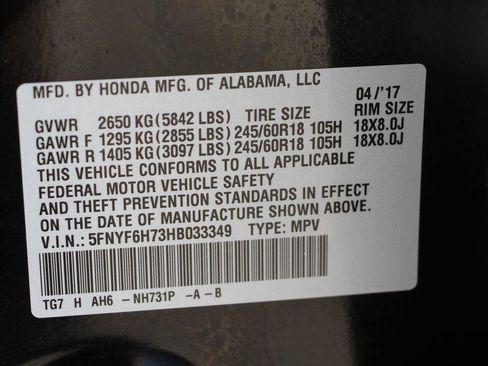 MFD. BY HONDA MFG. OF ALABAMA, LLC 04/'17
GVWR 2650 KG(5842 LBS) TIRE SIZE RIM SIZE
GAWR F 1295 KG(2855 LBS)245/60R18 105H 18X8.0J
GAWR R 1405 KG(3097 LBS)245/60R18 105H 18X8.0J
THIS VEHICLE CONFORMS TO ALL APPLICABLE
FEDERAL MOTOR VEHICLE SAFETY
AND THEFT PREVENTION STANDARDS IN EFFECT
ON THE DATE OF MANUFACTURE SHOWN ABOVE.
V.I.N.: 5FNYF6H73HB033349 TYPE: MPV
TG7 H AH6 -NH731P -A-B